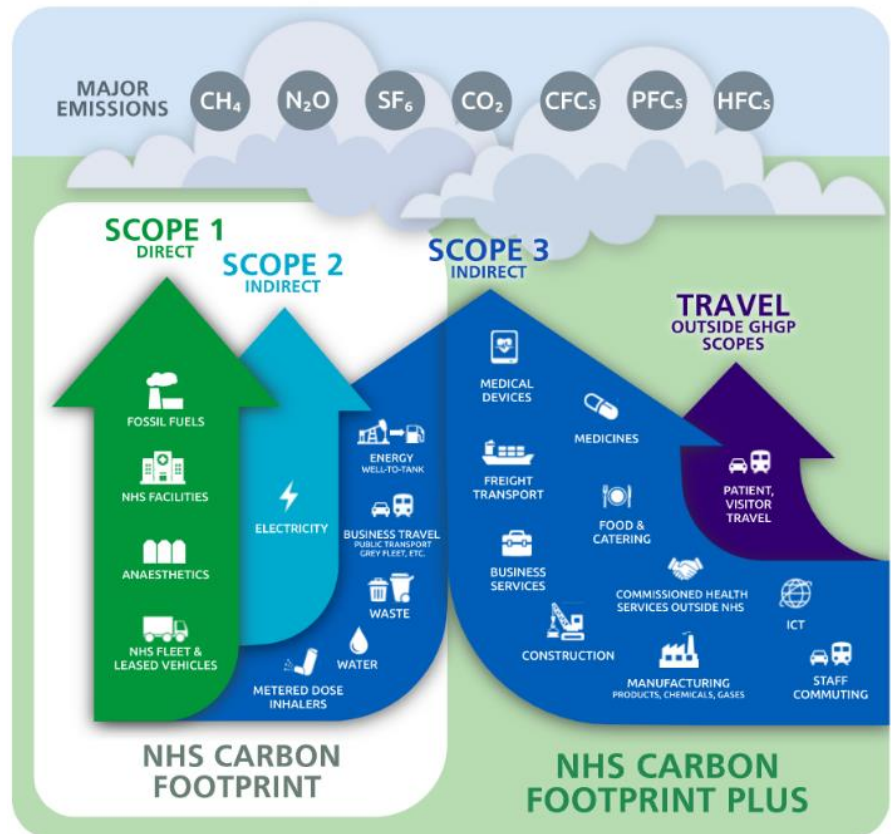 MAJOR
EMISSIONS
CH₄
N₂O
SF₆
CO₂
CFCs
PFCs
HFCs
SCOPE 1
DIRECT
SCOPE 2
INDIRECT
SCOPE 3
INDIRECT
TRAVEL
OUTSIDE GHGP
SCOPES
FOSSIL FUELS
NHS FACILITIES
ANAESTHETICS
NHS FLEET &
LEASED VEHICLES
ELECTRICITY
ENERGY
WELL-TO-TANK
BUSINESS TRAVEL
PUBLIC TRANSPORT
GREY FLEET, ETC.
WASTE
WATER
METERED DOSE
INHALERS
MEDICAL
DEVICES
MEDICINES
FREIGHT
TRANSPORT
FOOD &
CATERING
BUSINESS
SERVICES
COMMISSIONED HEALTH
SERVICES OUTSIDE NHS
CONSTRUCTION
MANUFACTURING
PRODUCTS, CHEMICALS, GASES
ICT
STAFF
COMMUTING
PATIENT,
VISITOR
TRAVEL
NHS CARBON
FOOTPRINT
NHS CARBON
FOOTPRINT PLUS